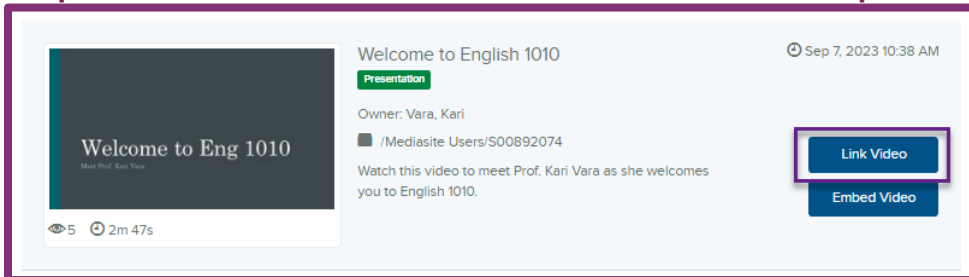 Welcome to English 1010
Sep 7, 2023 10:38 AM
Presentation
Owner: Vara, Kari
/Mediasite Users/S00892074
Watch this video to meet Prof. Kari Vara as she welcomes
you to English 1010.
Welcome to Eng 1010
Meet Prof. Kari Vara
5 2m 47s
Link Video
Embed Video